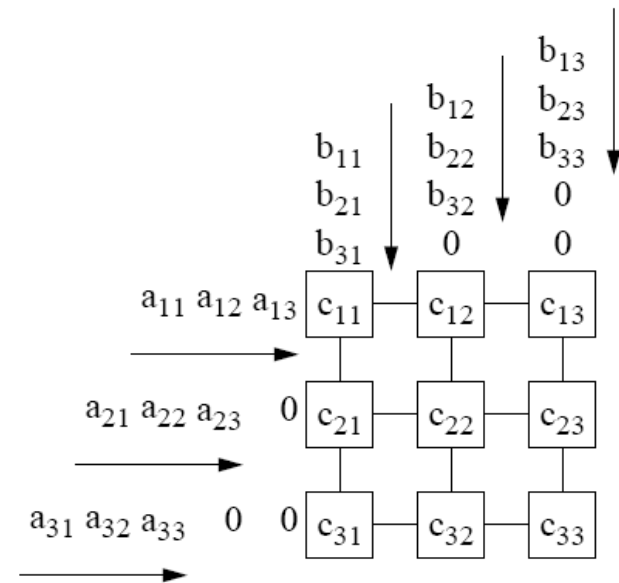 b₁₃
b₁₂ b₂₃
b₁₁ b₂₂ b₃₃
b₂₁ b₃₂ 0
b₃₁ 0 0
a₁₁ a₁₂ a₁₃ c₁₁ c₁₂ c₁₃
a₂₁ a₂₂ a₂₃ 0 c₂₁ c₂₂ c₂₃
a₃₁ a₃₂ a₃₃ 0 0 c₃₁ c₃₂ c₃₃